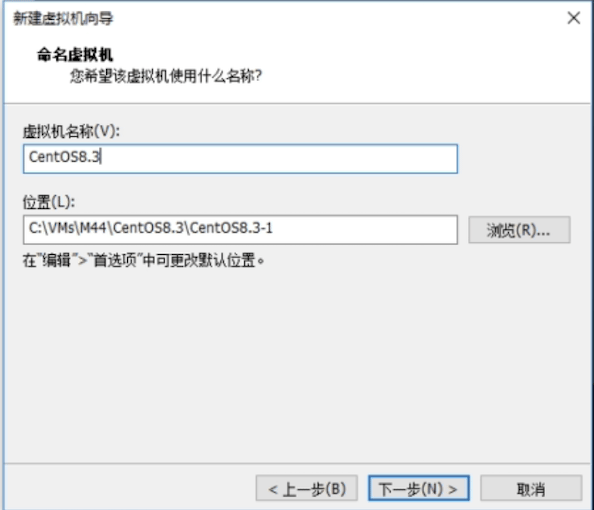 新建虚拟机向导
命名虚拟机
您希望该虚拟机使用什么名称?
虚拟机名称(V):
CentOS8.3
位置(L):
C:\VMs\M44\CentOS8.3\CentOS8.3-1
浏览(R)...
在"编辑">"首选项"中可更改默认位置。
< 上一步(B)
下一步(N) >
取消